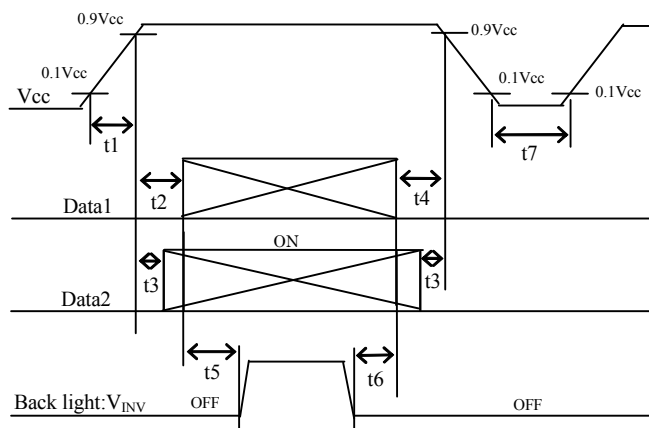 0.9Vcc
0.9Vcc
0.1Vcc
0.1Vcc
0.1Vcc
Vcc
t1
t7
t2
t4
Data1
ON
t3
t3
Data2
t5
t6
Back light:VINV
OFF
OFF